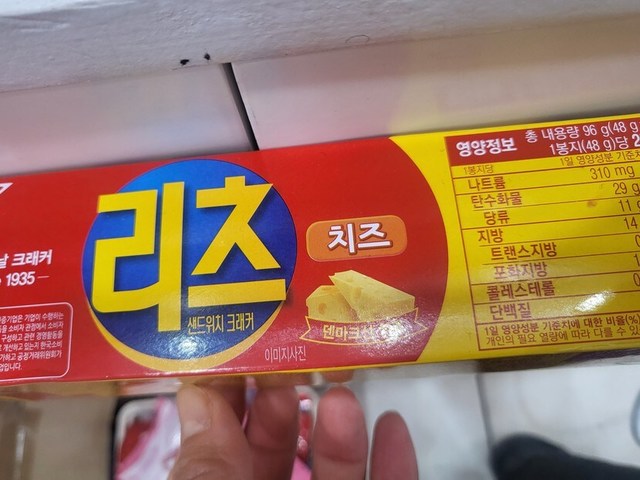 날 크래커
1935
리츠
샌드위치 크래커
치즈
덴마크산
이미지사진
영양정보
총 내용량 96 g(48 g
1봉지(48 g)당
1봉지당
1일 영양성분 기준치
나트륨 310 mg
탄수화물 29 g
당류 11
지방 14
트랜스지방
포화지방
콜레스테롤
단백질
1일 영양성분 기준치에 대한 비율(%)
개인의 필요 열량에 따라 다를 수